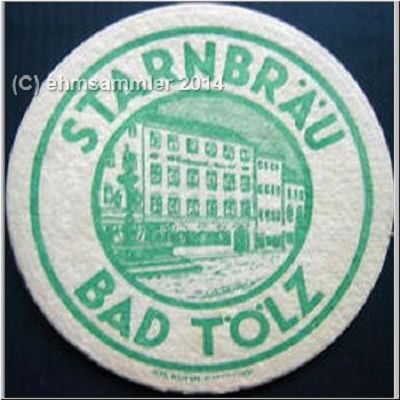 (C) ehmsammler 2014
STARNBRÄU
BAD TÖLZ